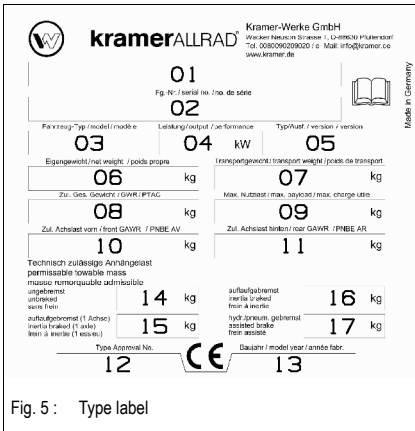 kramer ALLRAD
Kramer-Werke GmbH
Wacker Neuson Strasse 1, D-88630 Pfullendorf
Tel. 0080090209020 / e-Mail: info@kramer.de
www.kramer.de
Made in Germany
01
Fg.-Nr. / serial no. / no. de série
02
Fahrzeug-Typ / model / modèle Leistung / output / performance Typ/Ausf. / version / version
03 04 kW 05
Eigengewicht / net weight / poids propre Transportgewicht / transport weight / poids de transport
06 kg 07 kg
Zul. Ges. Gewicht / GWR / PTAC Max. Nutzlast / max. payload / max. charge utile
08 kg 09 kg
Zul. Achslast vorn / front GAWR / PNBE AV Zul. Achslast hinten / rear GAWR / PNBE AR
10 kg 11 kg
Technisch zulässige Anhängelast
permissable towable mass
masse remorquable admissible
ungebremst
unbraked
sans frein
14 kg
auflaufgebremst
inertia braked
frein à inertie
16 kg
auflaufgebremst (1 Achse)
inertia braked (1 axle)
frein à inertie (1 essieu)
15 kg
hydr./pneum. gebremst
assisted brake
frein assisté
17 kg
Type Approval No. CE Baujahr / model year / année fabr.
12 13
Fig. 5 : Type label